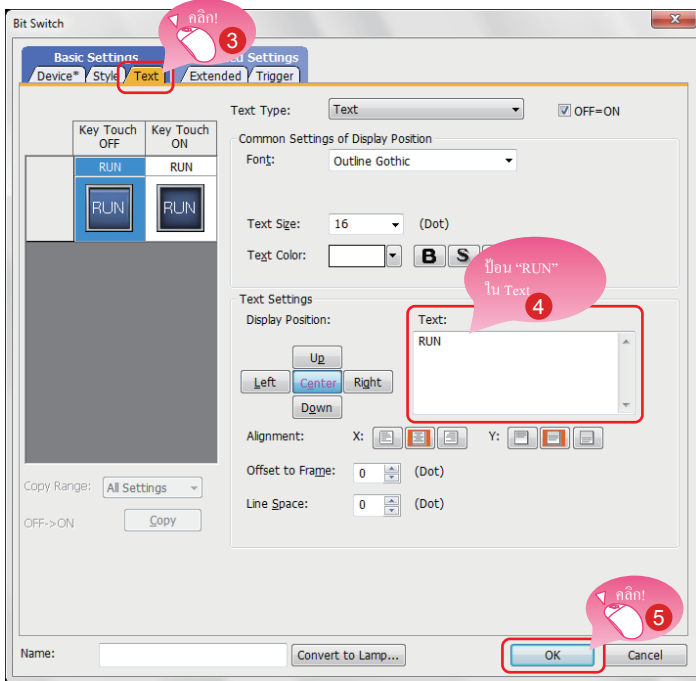 Bit Switch
คลิก!
3
Basic Settings
ed Settings
Device* Style Text Extended Trigger
Text Type: Text OFF=ON
Key Touch OFF
Key Touch ON
RUN RUN
RUN RUN
Common Settings of Display Position
Font: Outline Gothic
Text Size: 16 (Dot)
Text Color: B S
ป้อน “RUN”
ใน Text
4
Text Settings
Display Position: Text:
RUN
Up
Left Center Right
Down
Alignment: X: Y:
Offset to Frame: 0 (Dot)
Line Space: 0 (Dot)
Copy Range: All Settings
OFF->ON Copy
คลิก!
5
Name: Convert to Lamp... OK Cancel